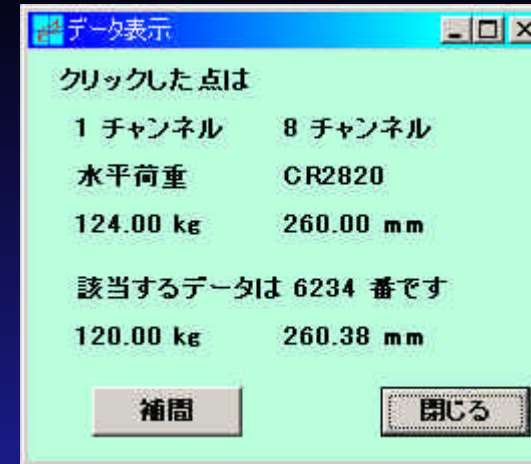 データ表示
クリックした点は
1 チャンネル 8 チャンネル
水平荷重 CR2820
124.00 kg 260.00 mm
該当するデータは 6234 番です
120.00 kg 260.38 mm
補間 閉じる